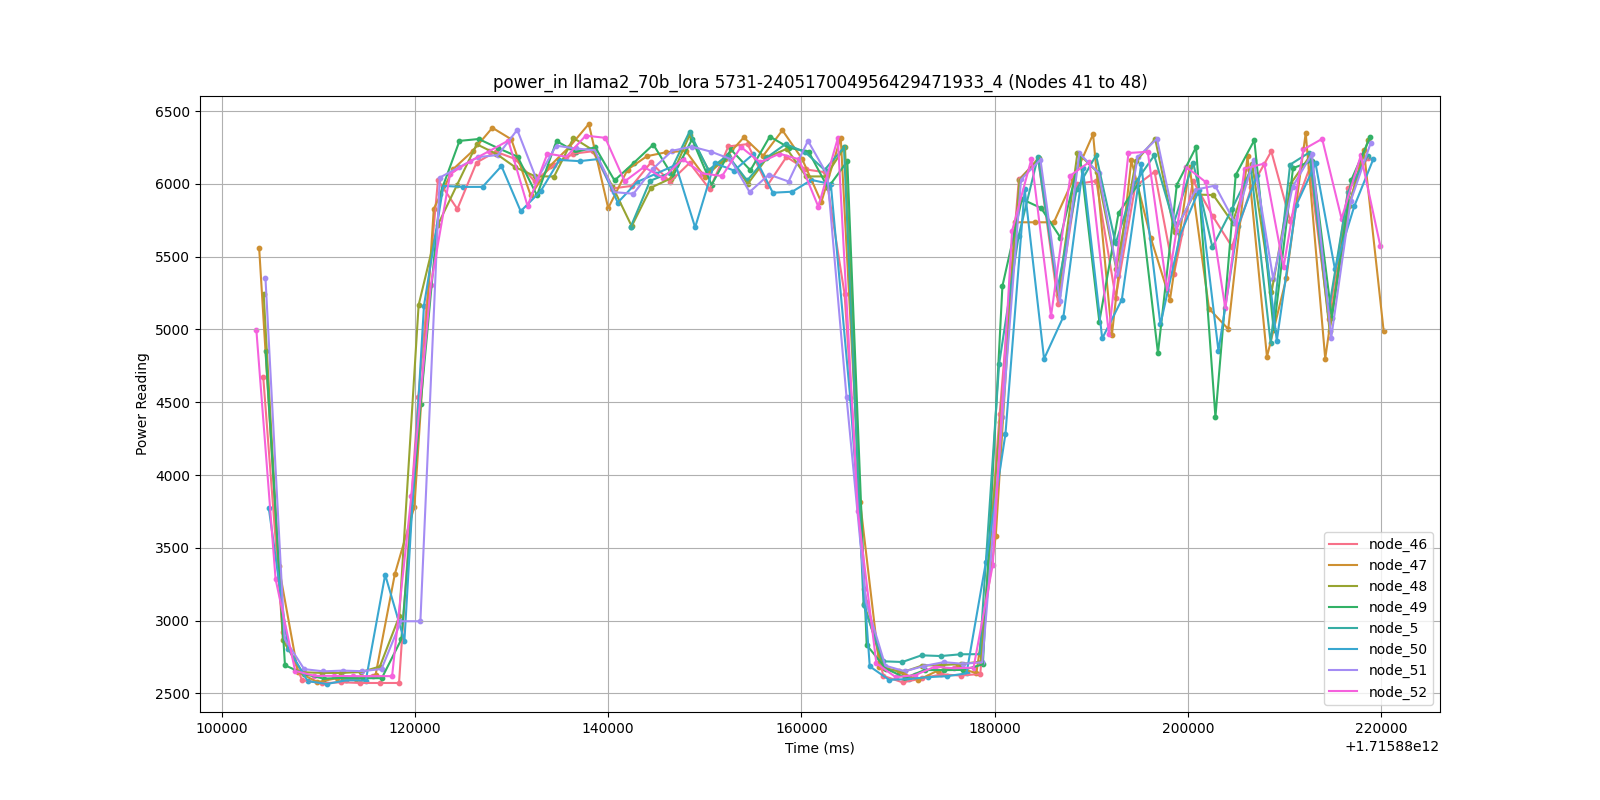 power_in llama2_70b_lora 5731-240517004956429471933_4 (Nodes 41 to 48)
6500
6000
5500
5000
4500
4000
3500
3000
2500
Power Reading
100000 120000 140000 160000 180000 200000 220000
Time (ms)
+1.71588e12
node_46
node_47
node_48
node_49
node_5
node_50
node_51
node_52